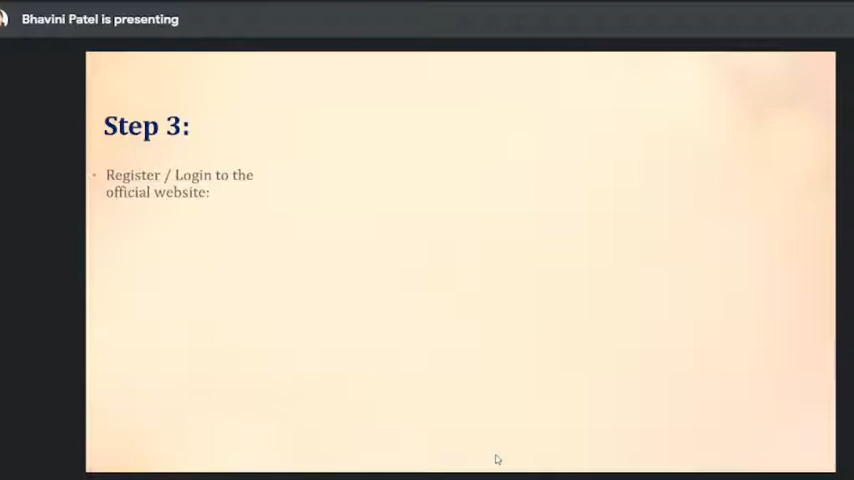 Bhavini Patel is presenting
Step 3:
• Register / Login to the
official website: